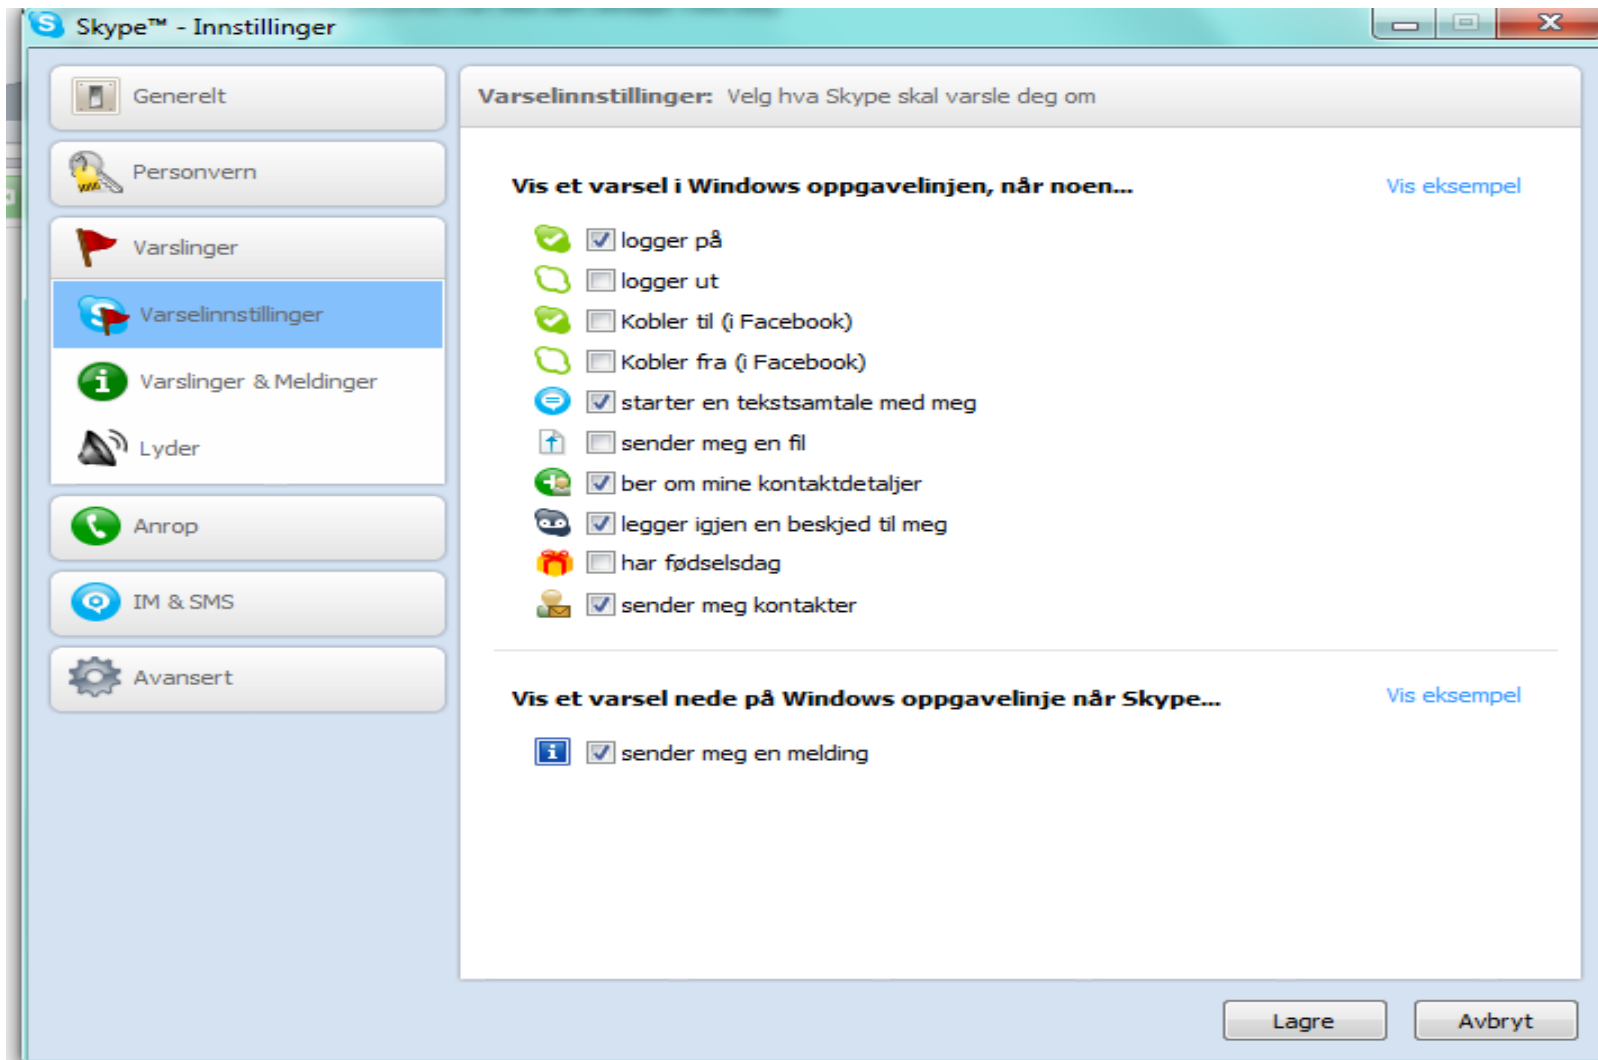 Skype™ - Innstillinger
Generelt
Personvern
Varslinger
Varselinnstillinger
Varslinger & Meldinger
Lyder
Anrop
IM & SMS
Avansert
Varselinnstillinger: Velg hva Skype skal varsle deg om
Vis et varsel i Windows oppgavelinjen, når noen... Vis eksempel
logger på
logger ut
Kobler til (i Facebook)
Kobler fra (i Facebook)
starter en tekstsamtale med meg
sender meg en fil
ber om mine kontaktdetaljer
legger igjen en beskjed til meg
har fødselsdag
sender meg kontakter
Vis et varsel nede på Windows oppgavelinje når Skype... Vis eksempel
sender meg en melding
Lagre Avbryt